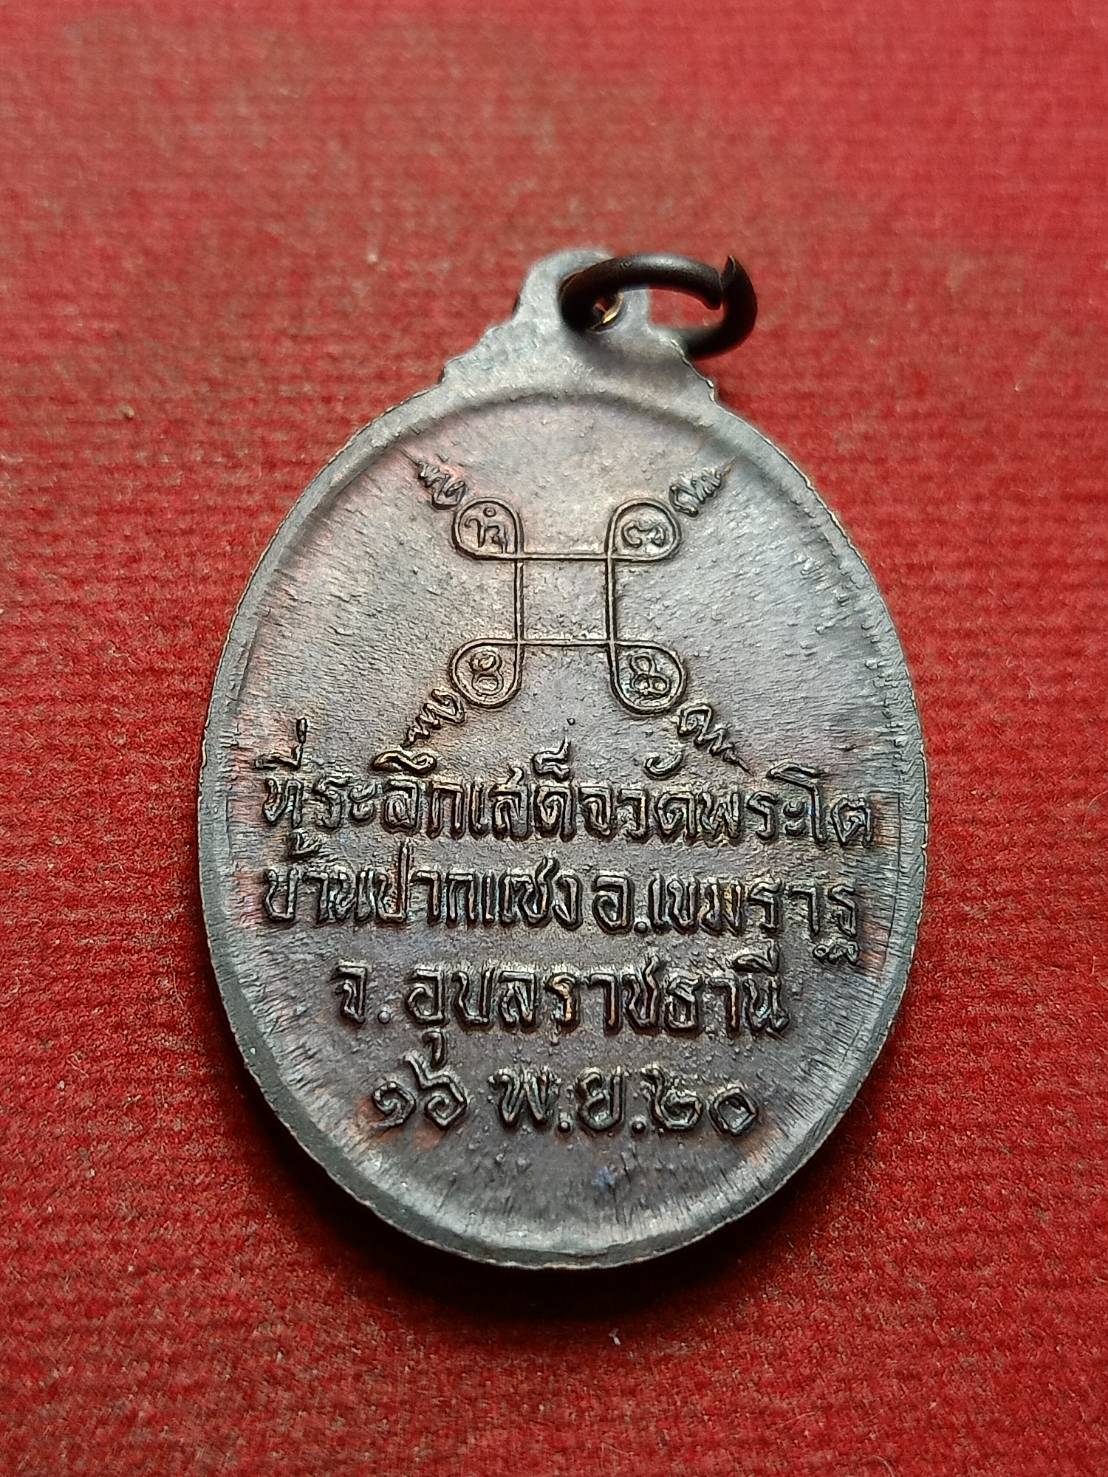 ที่ระลึกเสด็จวัดพระโต
บ้านปากแซง อ.เขมราฐ
จ.อุบลราชธานี
๑๖ พ.ย.๒๐